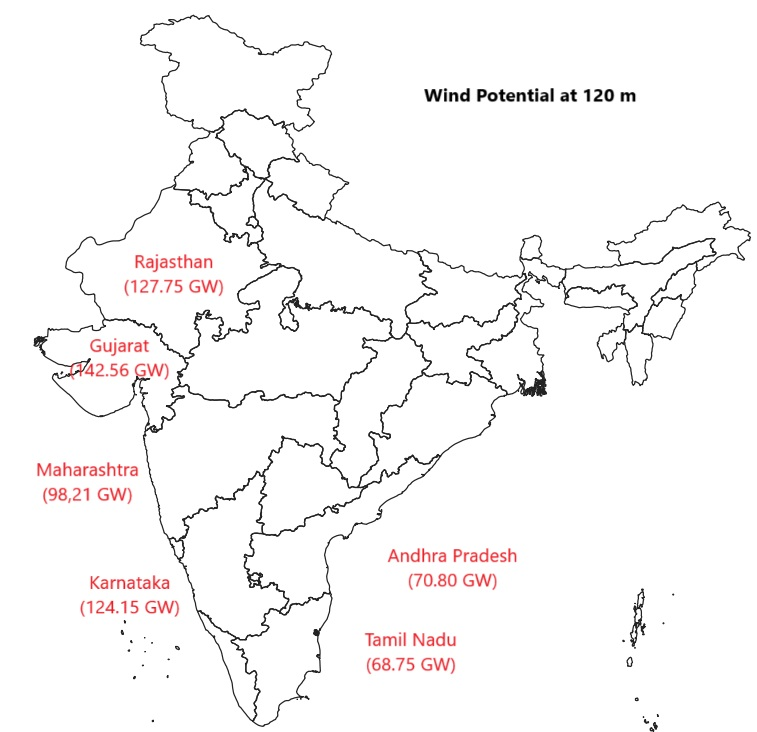 Wind Potential at 120 m
Rajasthan
(127.75 GW)
Gujarat
(142.56 GW)
Maharashtra
(98,21 GW)
Andhra Pradesh
(70.80 GW)
Karnataka
(124.15 GW)
Tamil Nadu
(68.75 GW)